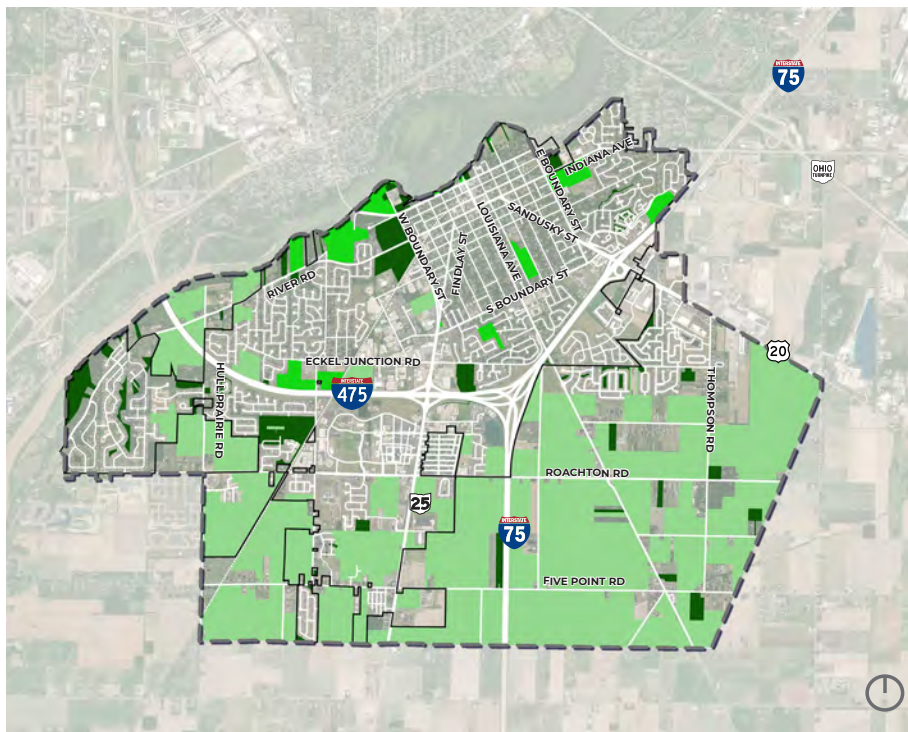 INTERSTATE
75
OHIO
TURNPIKE
INDIANA AVE
E BOUNDARY ST
SANDUSKY ST
LOUISIANA AVE
W BOUNDARY ST
FINDLAY ST
S BOUNDARY ST
RIVER RD
ECKEL JUNCTION RD
INTERSTATE
475
HULL PRAIRIE RD
20
THOMPSON RD
ROACHTON RD
25
INTERSTATE
75
FIVE POINT RD